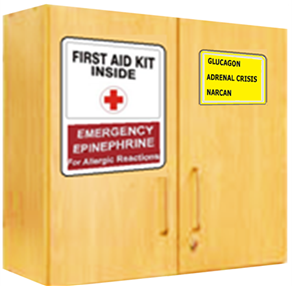 FIRST AID KIT
INSIDE
EMERGENCY
EPINEPHRINE
For Allergic Reactions
GLUCAGON
ADRENAL CRISIS
NARCAN